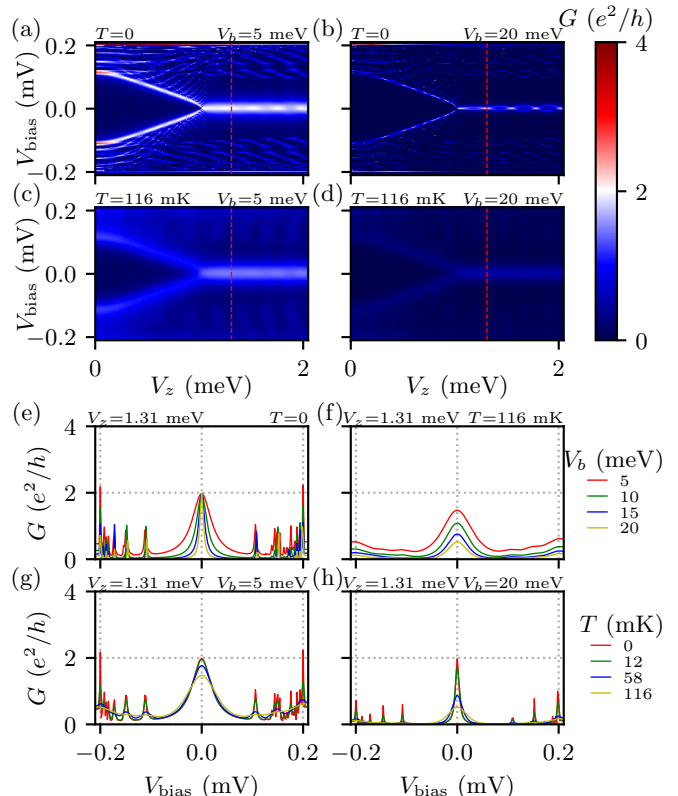 (a) T=0 V_b=5 meV (b) T=0 V_b=20 meV G (e²/h)
0.2
0.0
−0.2
V_bias (mV)
4
2
0
(c) T=116 mK V_b=5 meV (d) T=116 mK V_b=20 meV
0.2
0.0
−0.2
V_bias (mV)
0 2 0 2
V_z (meV) V_z (meV)
(e) V_z=1.31 meV T=0 (f) V_z=1.31 meV T=116 mK
4
2
0
G (e²/h)
V_b (meV)
5
10
15
20
(g) V_z=1.31 meV V_b=5 meV (h) V_z=1.31 meV V_b=20 meV
4
2
0
G (e²/h)
T (mK)
0
12
58
116
−0.2 0.0 0.2 −0.2 0.0 0.2
V_bias (mV) V_bias (mV)